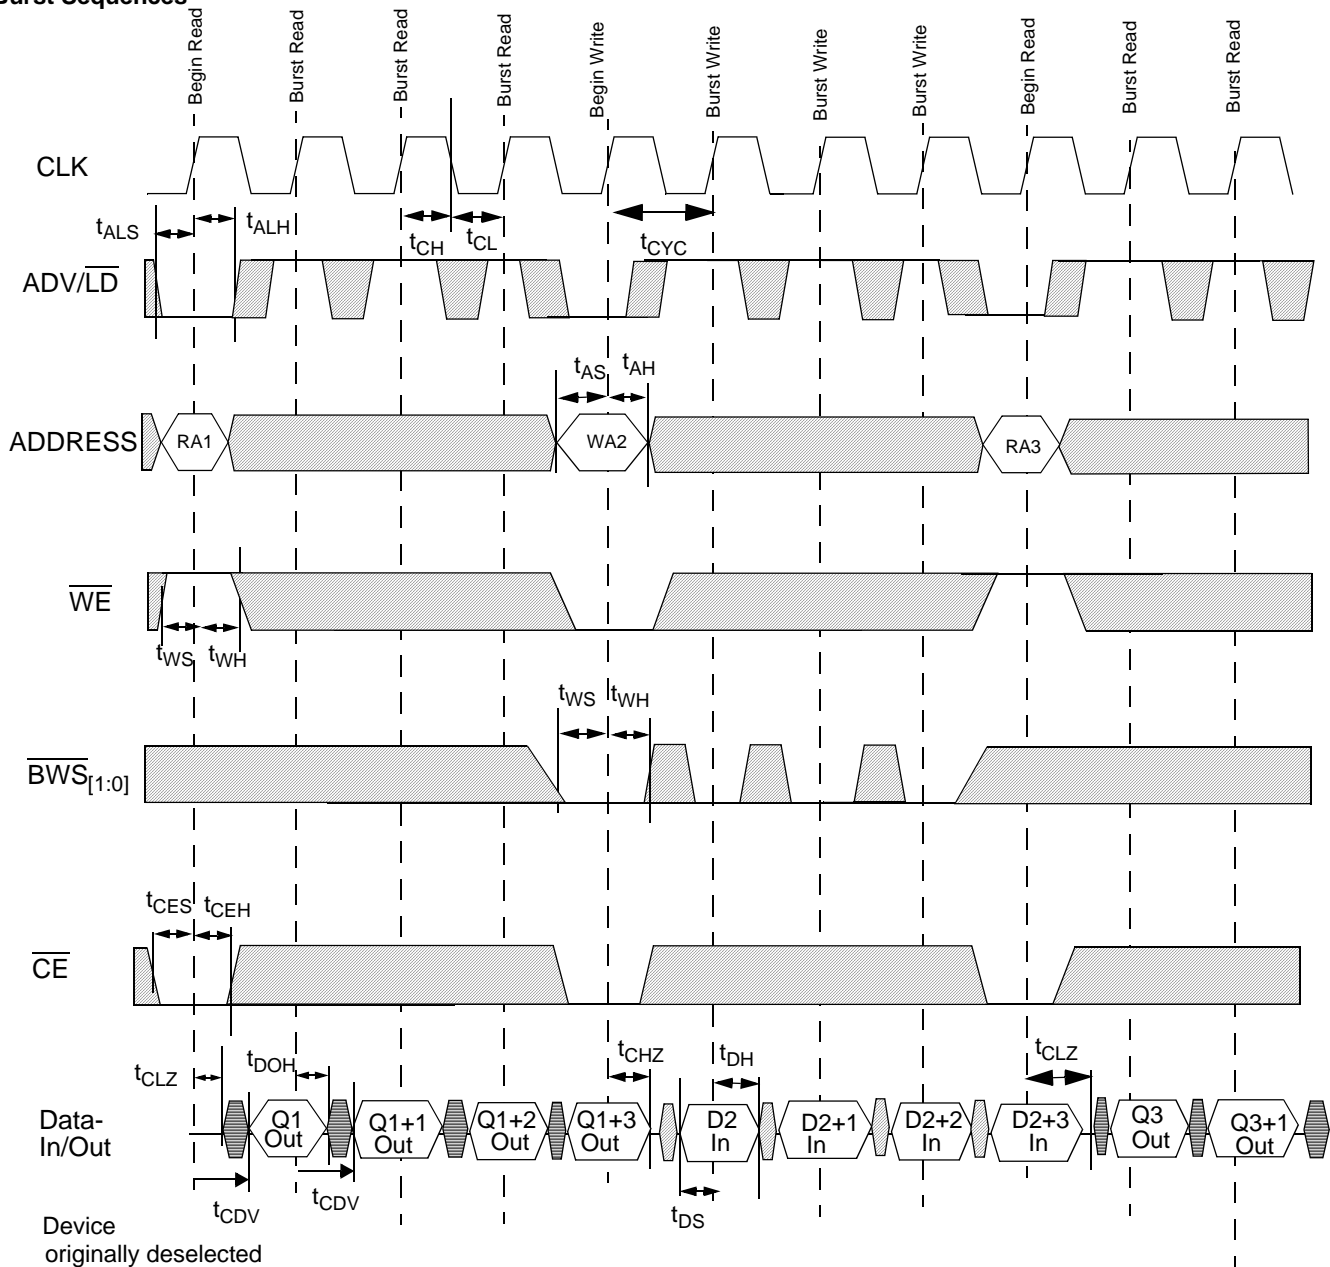 Burst Sequences
Begin Read
Burst Read
Burst Read
Burst Read
Begin Write
Burst Write
Burst Write
Burst Write
Begin Read
Burst Read
Burst Read
CLK
tALS
tALH
tCH
tCL
tCYC
ADV/LD
tAS
tAH
ADDRESS
RA1
WA2
RA3
WE
tWS
tWH
tWS
tWH
BWS[1:0]
tCES
tCEH
CE
tCLZ
tDOH
tCHZ
tDH
tCLZ
Data-
In/Out
Q1
Out
Q1+1
Out
Q1+2
Out
Q1+3
Out
D2
In
D2+1
In
D2+2
In
D2+3
In
Q3
Out
Q3+1
Out
tCDV
tCDV
tDS
Device
originally deselected